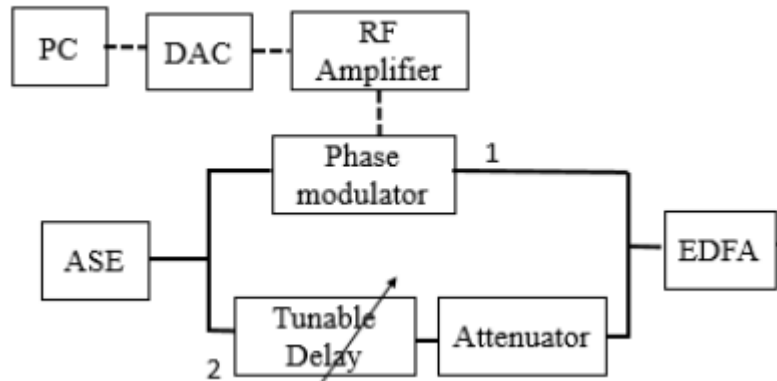 PC
DAC
RF
Amplifier
Phase
modulator
1
ASE
EDFA
Tunable
Delay
Attenuator
2